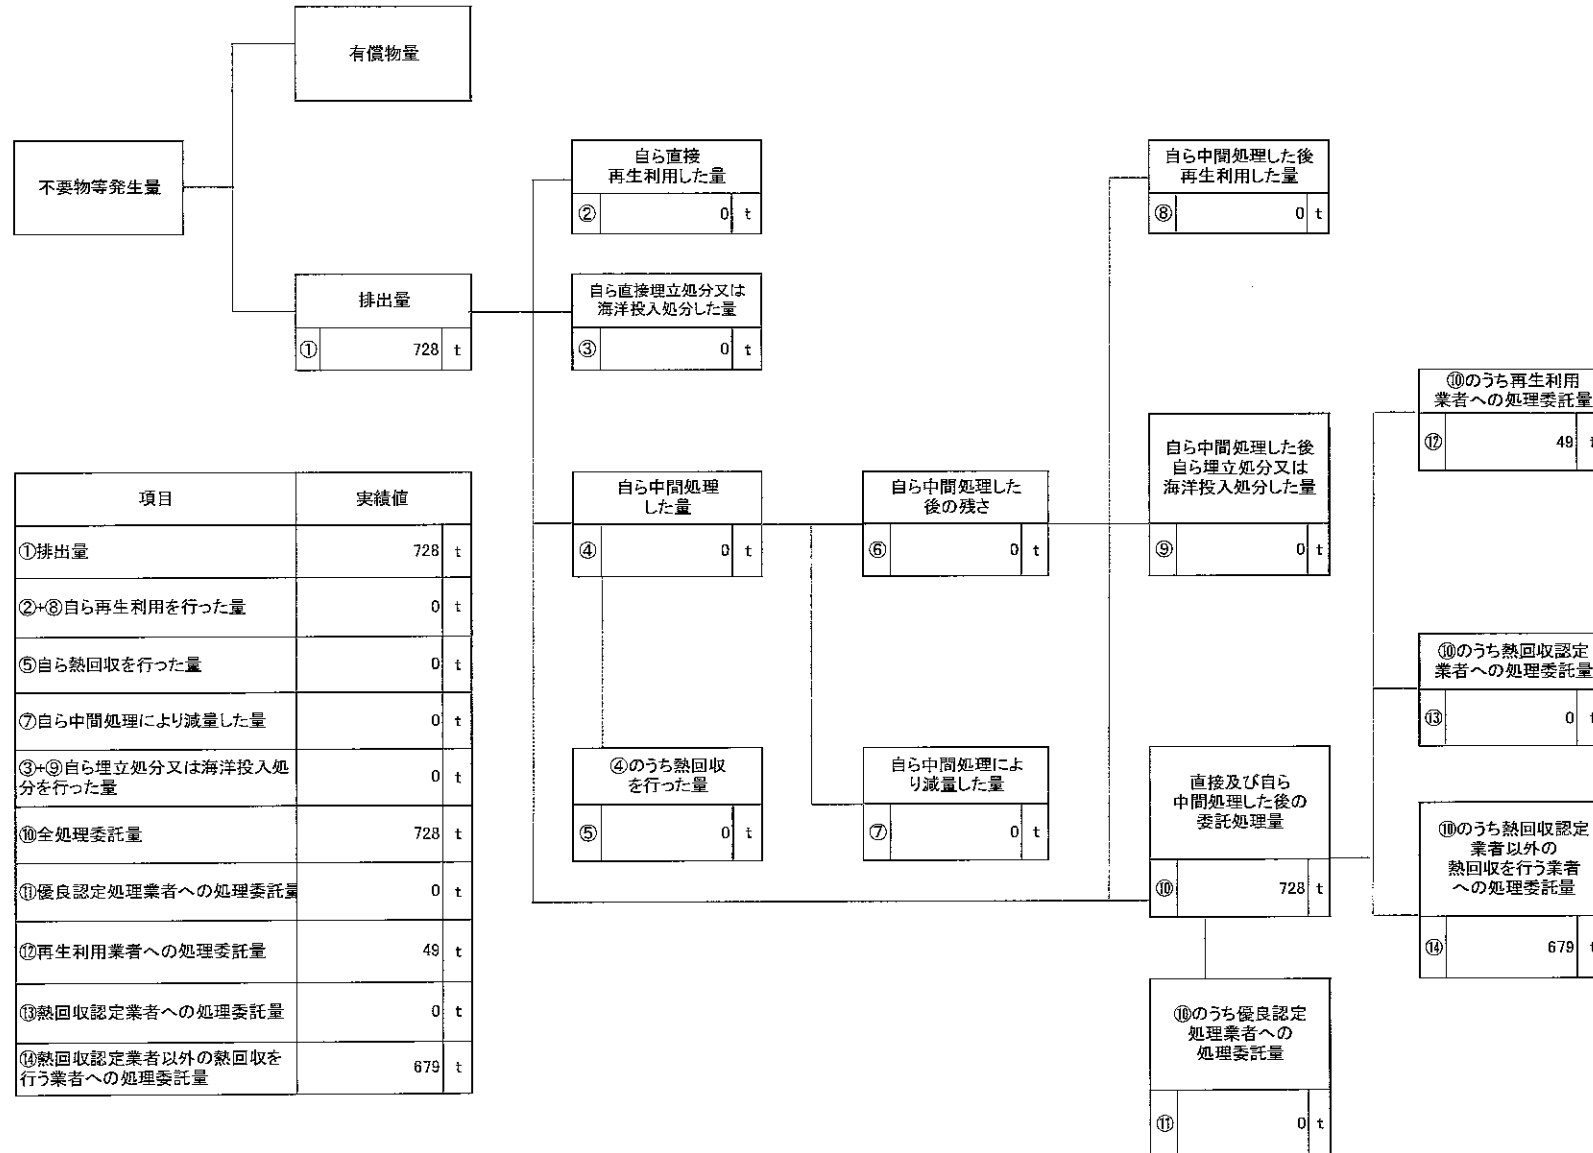 有償物量
不要物等発生量
自ら直接
再生利用した量
② 0 t
自ら中間処理した後
再生利用した量
⑧ 0 t
排出量
① 728 t
自ら直接埋立処分又は
海洋投入処分した量
③ 0 t
⑩のうち再生利用
業者への処理委託量
⑫ 49 t
自ら中間処理した後
自ら埋立処分又は
海洋投入処分した量
⑨ 0 t
自ら中間処理
した量
④ 0 t
自ら中間処理した
後の残さ
⑥ 0 t
⑩のうち熱回収認定
業者への処理委託量
⑬ 0 t
④のうち熱回収
を行った量
⑤ 0 t
自ら中間処理によ
り減量した量
⑦ 0 t
直接及び自ら
中間処理した後の
委託処理量
⑩ 728 t
⑩のうち熱回収認定
業者以外の
熱回収を行う業者
への処理委託量
⑭ 679 t
⑩のうち優良認定
処理業者への
処理委託量
⑪ 0 t
項目 実績値
①排出量 728 t
②+⑧自ら再生利用を行った量 0 t
⑤自ら熱回収を行った量 0 t
⑦自ら中間処理により減量した量 0 t
③+⑨自ら埋立処分又は海洋投入処
分を行った量 0 t
⑩全処理委託量 728 t
⑪優良認定処理業者への処理委託量 0 t
⑫再生利用業者への処理委託量 49 t
⑬熱回収認定業者への処理委託量 0 t
⑭熱回収認定業者以外の熱回収を
行う業者への処理委託量 679 t